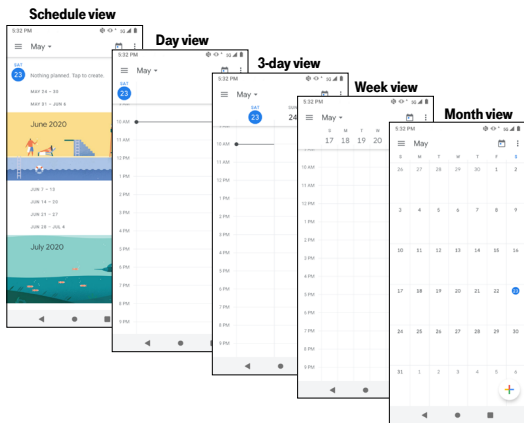 Schedule view
5:32 PM
May
SAT
23
Nothing planned. Tap to create.
MAY 24 – 30
MAY 31 – JUN 6
June 2020
JUN 7 – 13
JUN 14 – 20
JUN 21 – 27
JUN 28 – JUL 4
July 2020
Day view
5:32 PM
May
SAT
23
10 AM
11 AM
12 PM
1 PM
2 PM
3 PM
4 PM
5 PM
6 PM
7 PM
8 PM
9 PM
3-day view
5:32 PM
May
SAT
23
24
10 AM
11 AM
12 PM
1 PM
2 PM
3 PM
4 PM
5 PM
6 PM
7 PM
8 PM
9 PM
Week view
5:32 PM
May
S M T W
17 18 19 20
10 AM
11 AM
12 PM
1 PM
2 PM
3 PM
4 PM
5 PM
6 PM
7 PM
8 PM
9 PM
Month view
5:32 PM
May
S M T W T F S
26 27 28 29 30 1 2
3 4 5 6 7 8 9
10 11 12 13 14 15 16
17 18 19 20 21 22 23
24 25 26 27 28 29 30
31 1 2 3 4 5 6